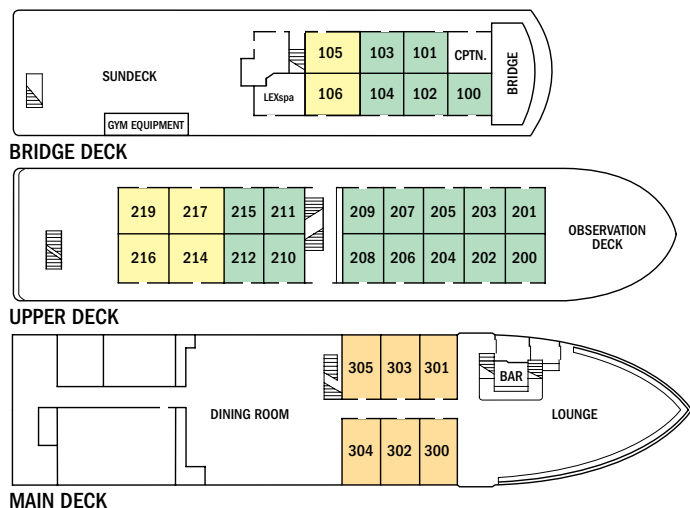 105 103 101 CPTN.
SUNDECK
BRIDGE
LEXspa 106 104 102 100
GYM EQUIPMENT
BRIDGE DECK
219 217 215 211 209 207 205 203 201
OBSERVATION
DECK
216 214 212 210 208 206 204 202 200
UPPER DECK
305 303 301
BAR
DINING ROOM
LOUNGE
304 302 300
MAIN DECK